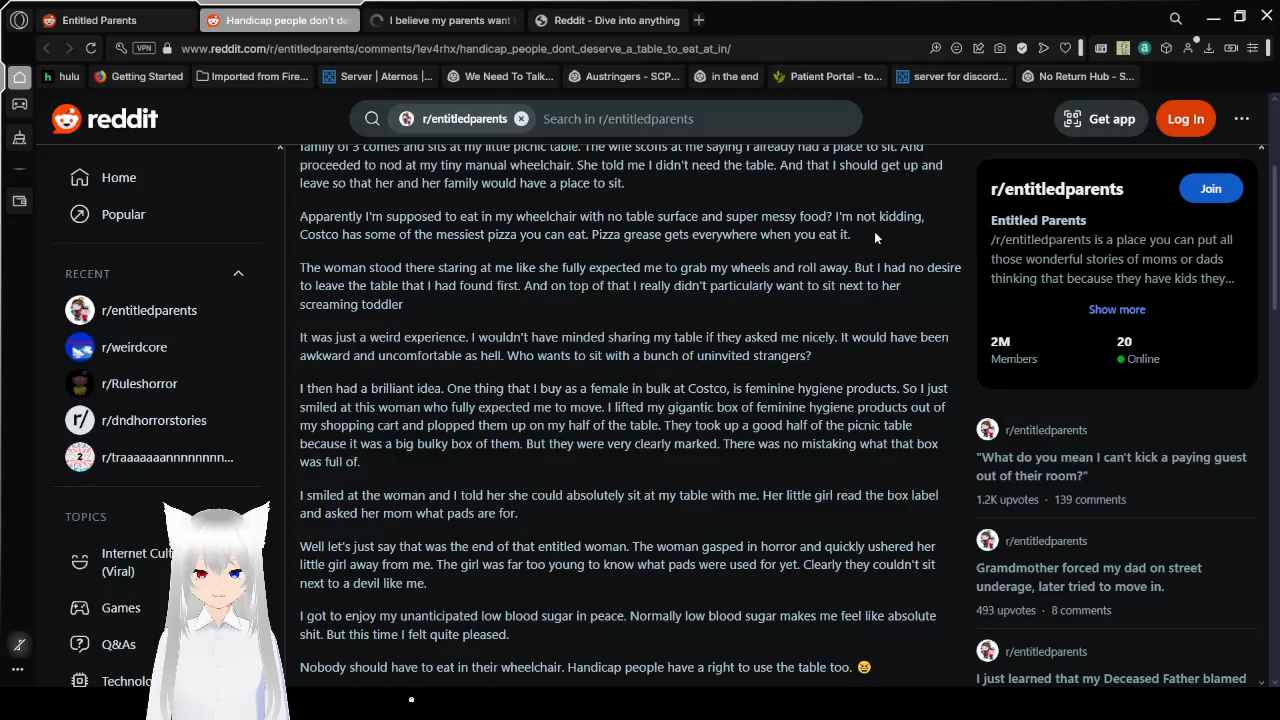 Entitled Parents
Handicap people don't de
I believe my parents want
Reddit - Dive into anything
VPN
www.reddit.com/r/entitledparents/comments/1ev4rhx/handicap_people_dont_deserve_a_table_to_eat_at_in/
hulu
Getting Started
Imported from Fire...
Server | Aternos |...
We Need To Talk...
Austringers - SCP...
in the end
Patient Portal - to...
server for discord...
No Return Hub - S...
reddit
r/entitledparents
Search in r/entitledparents
Get app
Log In
Home
Popular
RECENT
r/entitledparents
r/weirdcore
r/Ruleshorror
r/dndhorrorstories
r/traaaaaaannnnnnnn...
TOPICS
Internet Cul
(Viral)
Games
Q&As
Technolo
family of 3 comes and sits at my little picnic table. The wife scoffs at me saying I already had a place to sit. And
proceeded to nod at my tiny manual wheelchair. She told me I didn't need the table. And that I should get up and
leave so that her and her family would have a place to sit.
Apparently I'm supposed to eat in my wheelchair with no table surface and super messy food? I'm not kidding,
Costco has some of the messiest pizza you can eat. Pizza grease gets everywhere when you eat it.
The woman stood there staring at me like she fully expected me to grab my wheels and roll away. But I had no desire
to leave the table that I had found first. And on top of that I really didn't particularly want to sit next to her
screaming toddler
It was just a weird experience. I wouldn't have minded sharing my table if they asked me nicely. It would have been
awkward and uncomfortable as hell. Who wants to sit with a bunch of uninvited strangers?
I then had a brilliant idea. One thing that I buy as a female in bulk at Costco, is feminine hygiene products. So I just
smiled at this woman who fully expected me to move. I lifted my gigantic box of feminine hygiene products out of
my shopping cart and plopped them up on my half of the table. They took up a good half of the picnic table
because it was a big bulky box of them. But they were very clearly marked. There was no mistaking what that box
was full of.
I smiled at the woman and I told her she could absolutely sit at my table with me. Her little girl read the box label
and asked her mom what pads are for.
Well let's just say that was the end of that entitled woman. The woman gasped in horror and quickly ushered her
little girl away from me. The girl was far too young to know what pads were used for yet. Clearly they couldn't sit
next to a devil like me.
I got to enjoy my unanticipated low blood sugar in peace. Normally low blood sugar makes me feel like absolute
shit. But this time I felt quite pleased.
Nobody should have to eat in their wheelchair. Handicap people have a right to use the table too. 😆
r/entitledparents
Join
Entitled Parents
/r/entitledparents is a place you can put all
those wonderful stories of moms or dads
thinking that because they have kids they...
Show more
2M
20
Members
Online
r/entitledparents
"What do you mean I can't kick a paying guest
out of their room?"
1.2K upvotes · 139 comments
r/entitledparents
Grandmother forced my dad on street
underage, later tried to move in.
493 upvotes · 8 comments
r/entitledparents
I just learned that my Deceased Father blamed